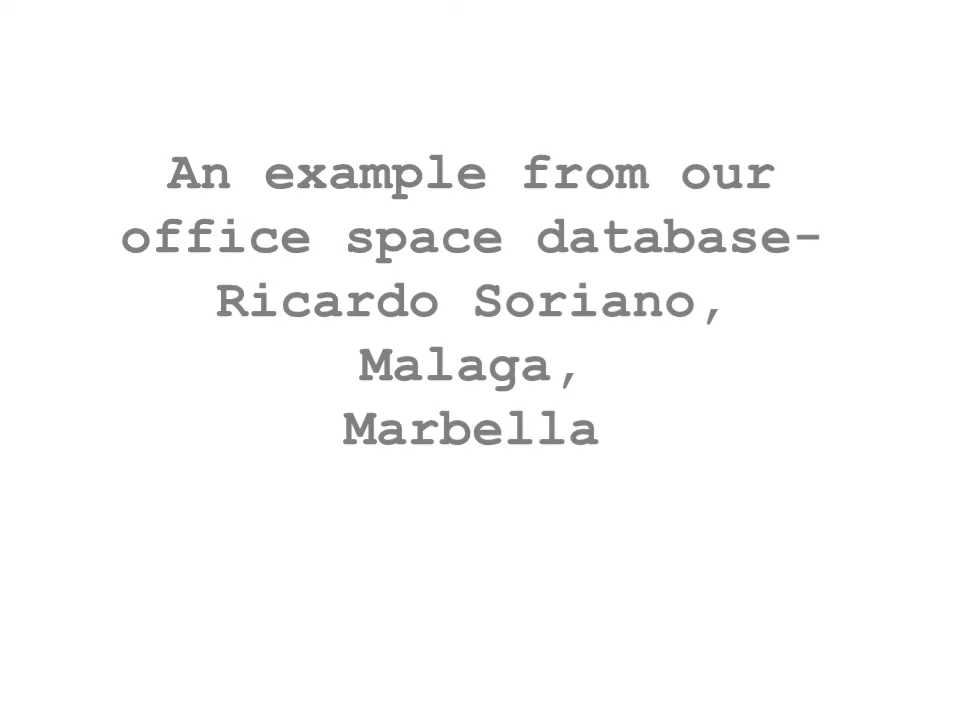 An example from our
office space database-
Ricardo Soriano,
Malaga,
Marbella